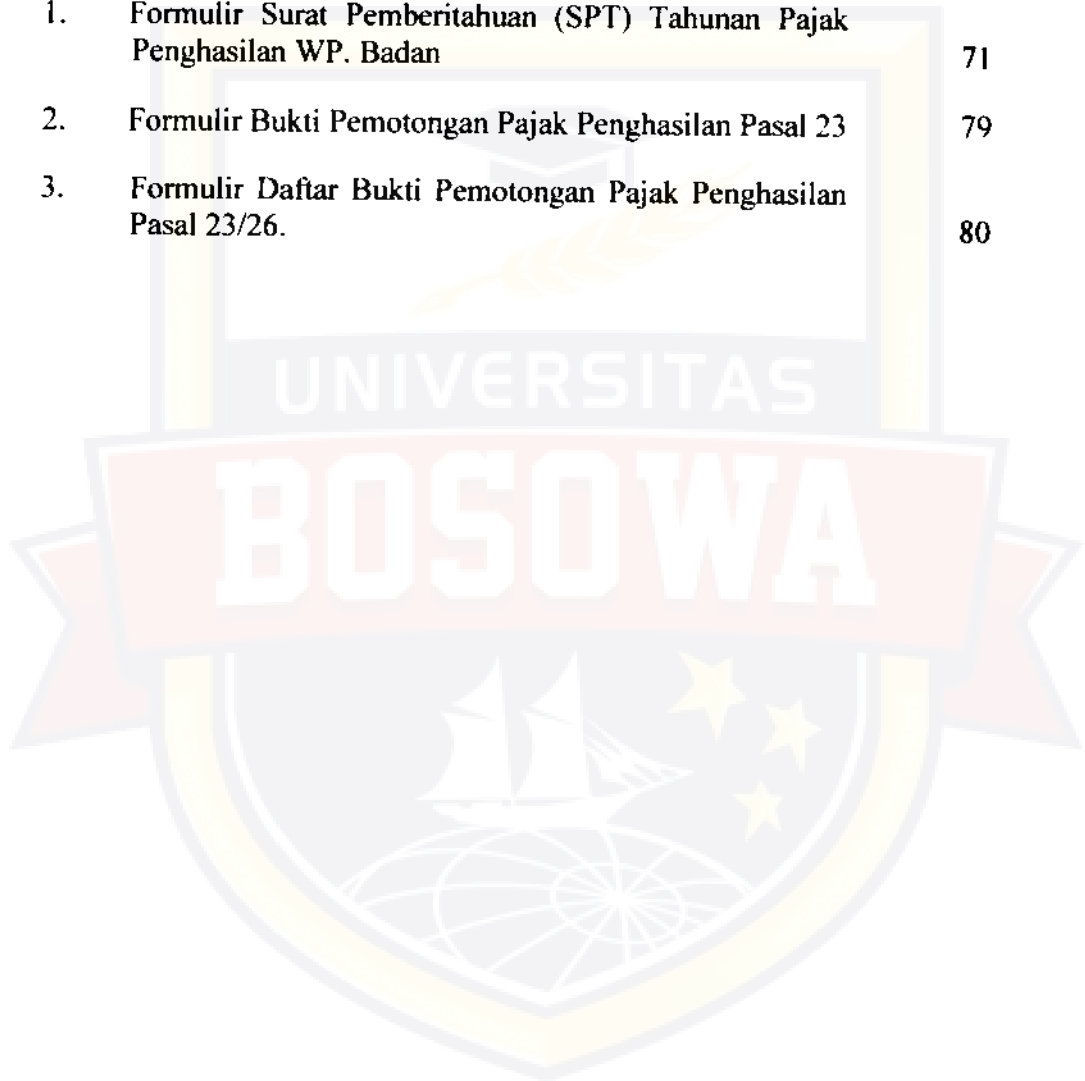 1. Formulir Surat Pemberitahuan (SPT) Tahunan Pajak
Penghasilan WP. Badan 71
2. Formulir Bukti Pemotongan Pajak Penghasilan Pasal 23 79
3. Formulir Daftar Bukti Pemotongan Pajak Penghasilan
Pasal 23/26. 80
UNIVERSITAS
BOSOWA